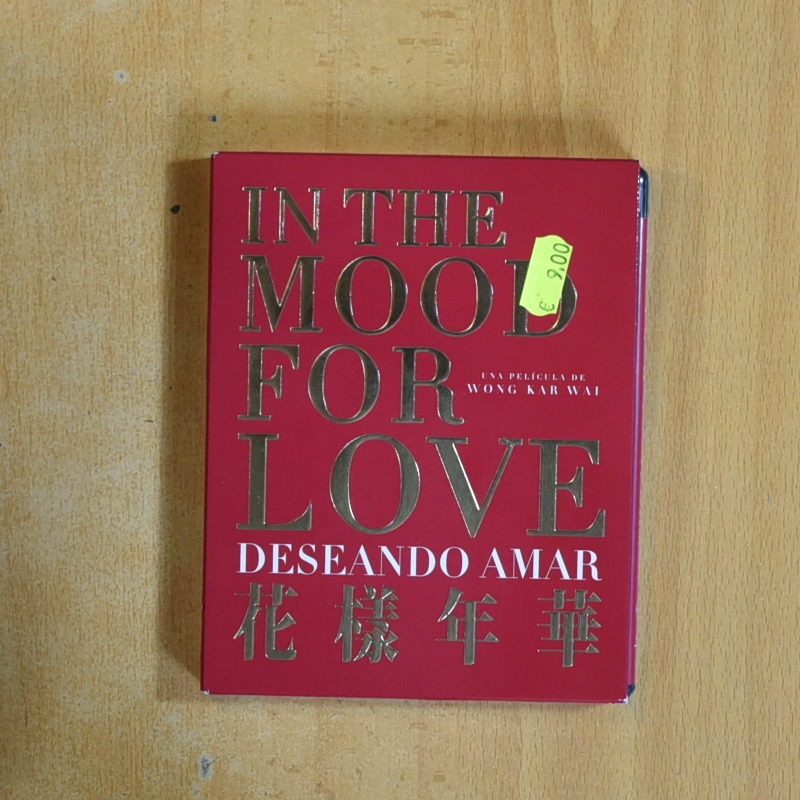 IN THE
MOOD
€ 9.00
FOR
UNA PELÍCULA DE
WONG KAR WAI
LOVE
DESEANDO AMAR
花樣年華